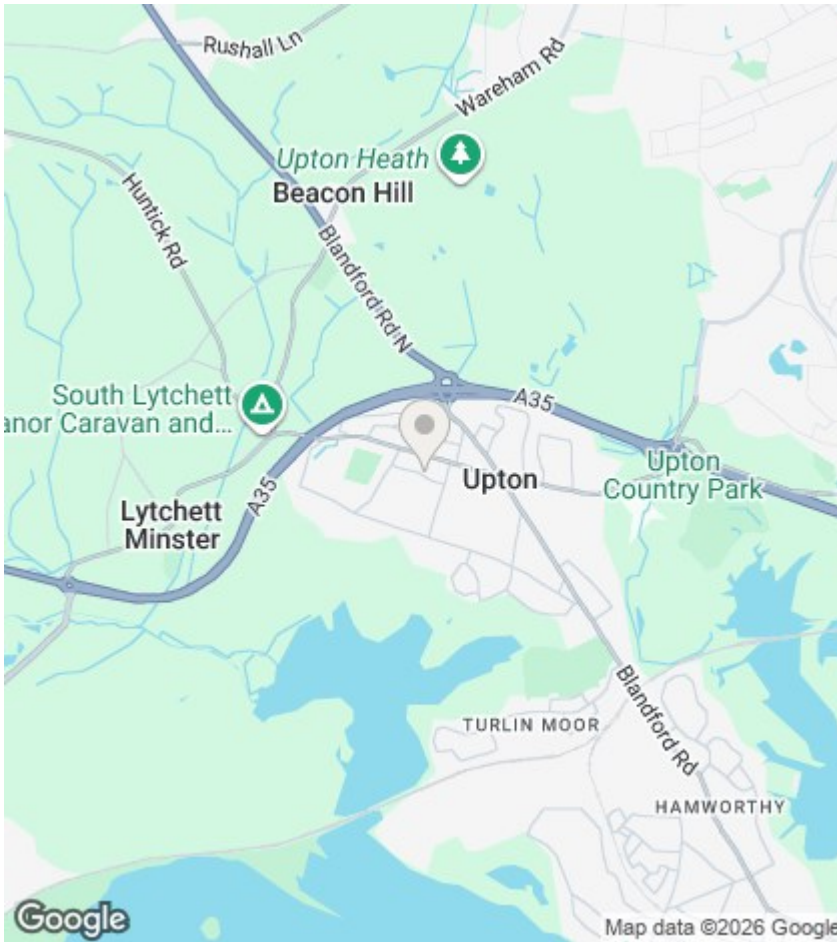 Rushall Ln
Wareham Rd
Upton Heath
Beacon Hill
Huntick Rd
Blandford Rd N
South Lytchett
anor Caravan and...
A35
A35
Upton
Upton
Country Park
Lytchett
Minster
Blandford Rd
TURLIN MOOR
HAMWORTHY
Google
Map data ©2026 Google